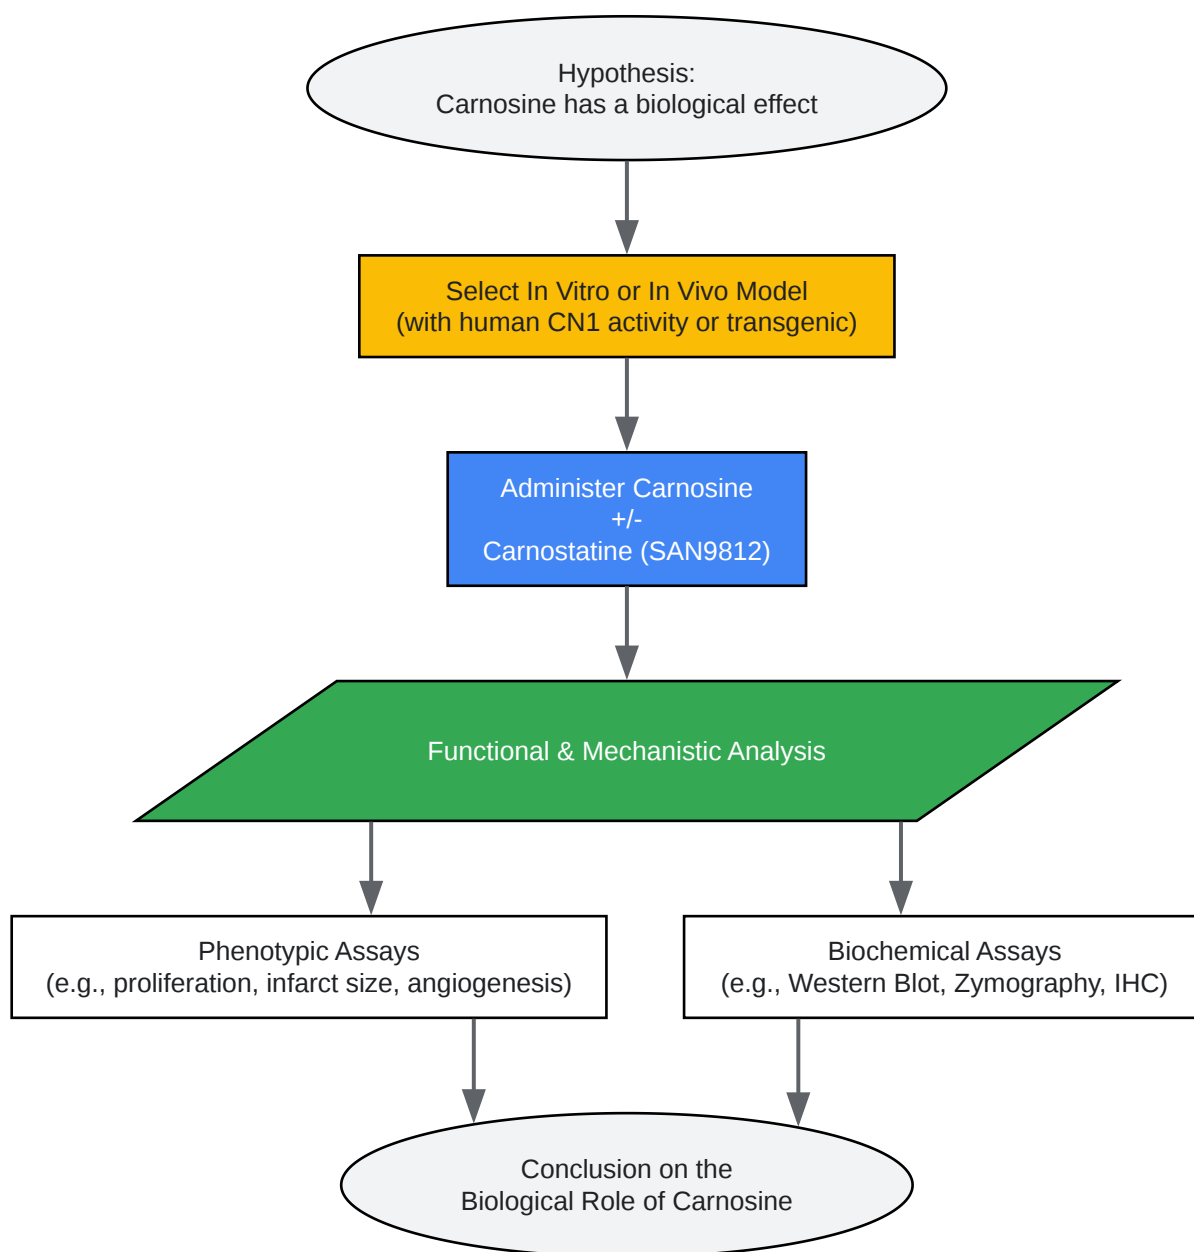 Hypothesis:
Carnosine has a biological effect
Select In Vitro or In Vivo Model
(with human CN1 activity or transgenic)
Administer Carnosine
+/-
Carnostatine (SAN9812)
Functional & Mechanistic Analysis
Phenotypic Assays
(e.g., proliferation, infarct size, angiogenesis)
Biochemical Assays
(e.g., Western Blot, Zymography, IHC)
Conclusion on the
Biological Role of Carnosine